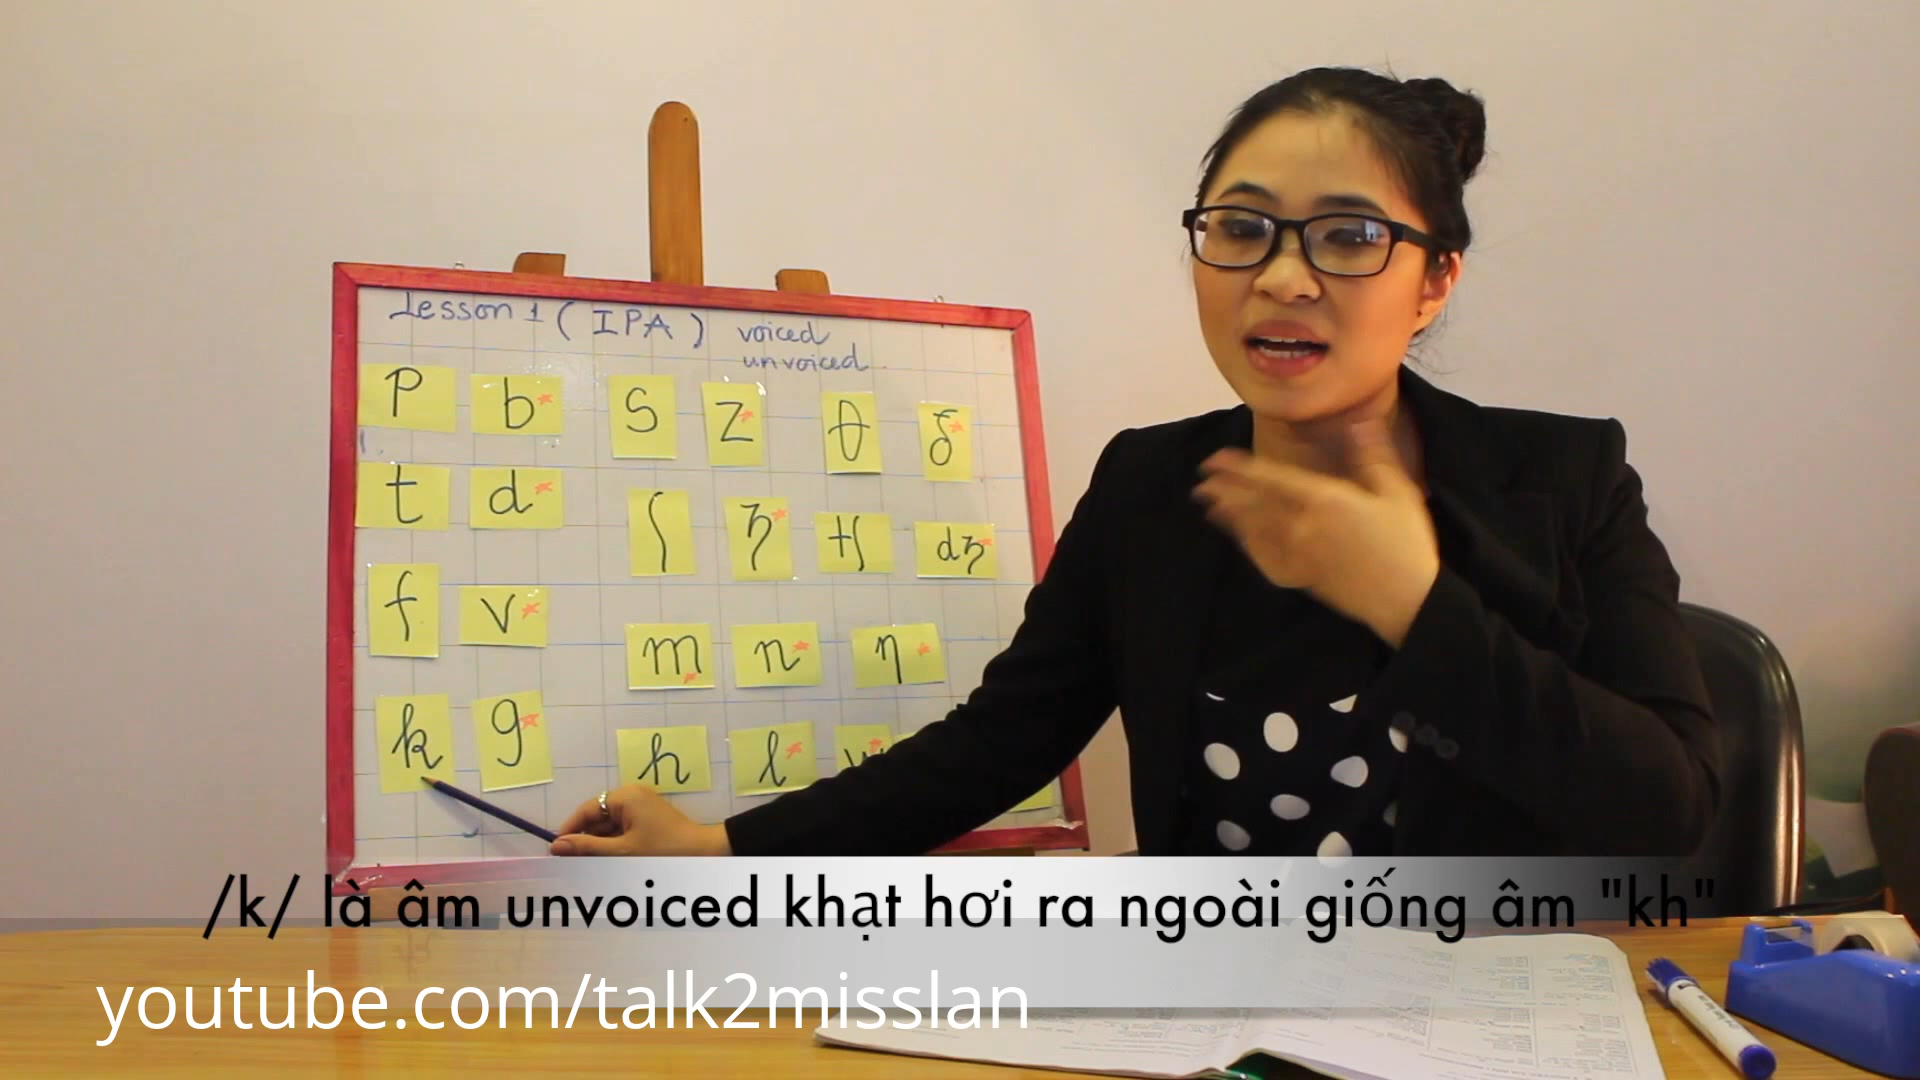 Lesson 1 ( IPA ) voiced
unvoiced
p b s z θ ð
t d ʃ ʒ tʃ dʒ
f v m n ŋ
k g h l w
/k/ là âm unvoiced khạt hơi ra ngoài giống âm "kh"
youtube.com/talk2misslan